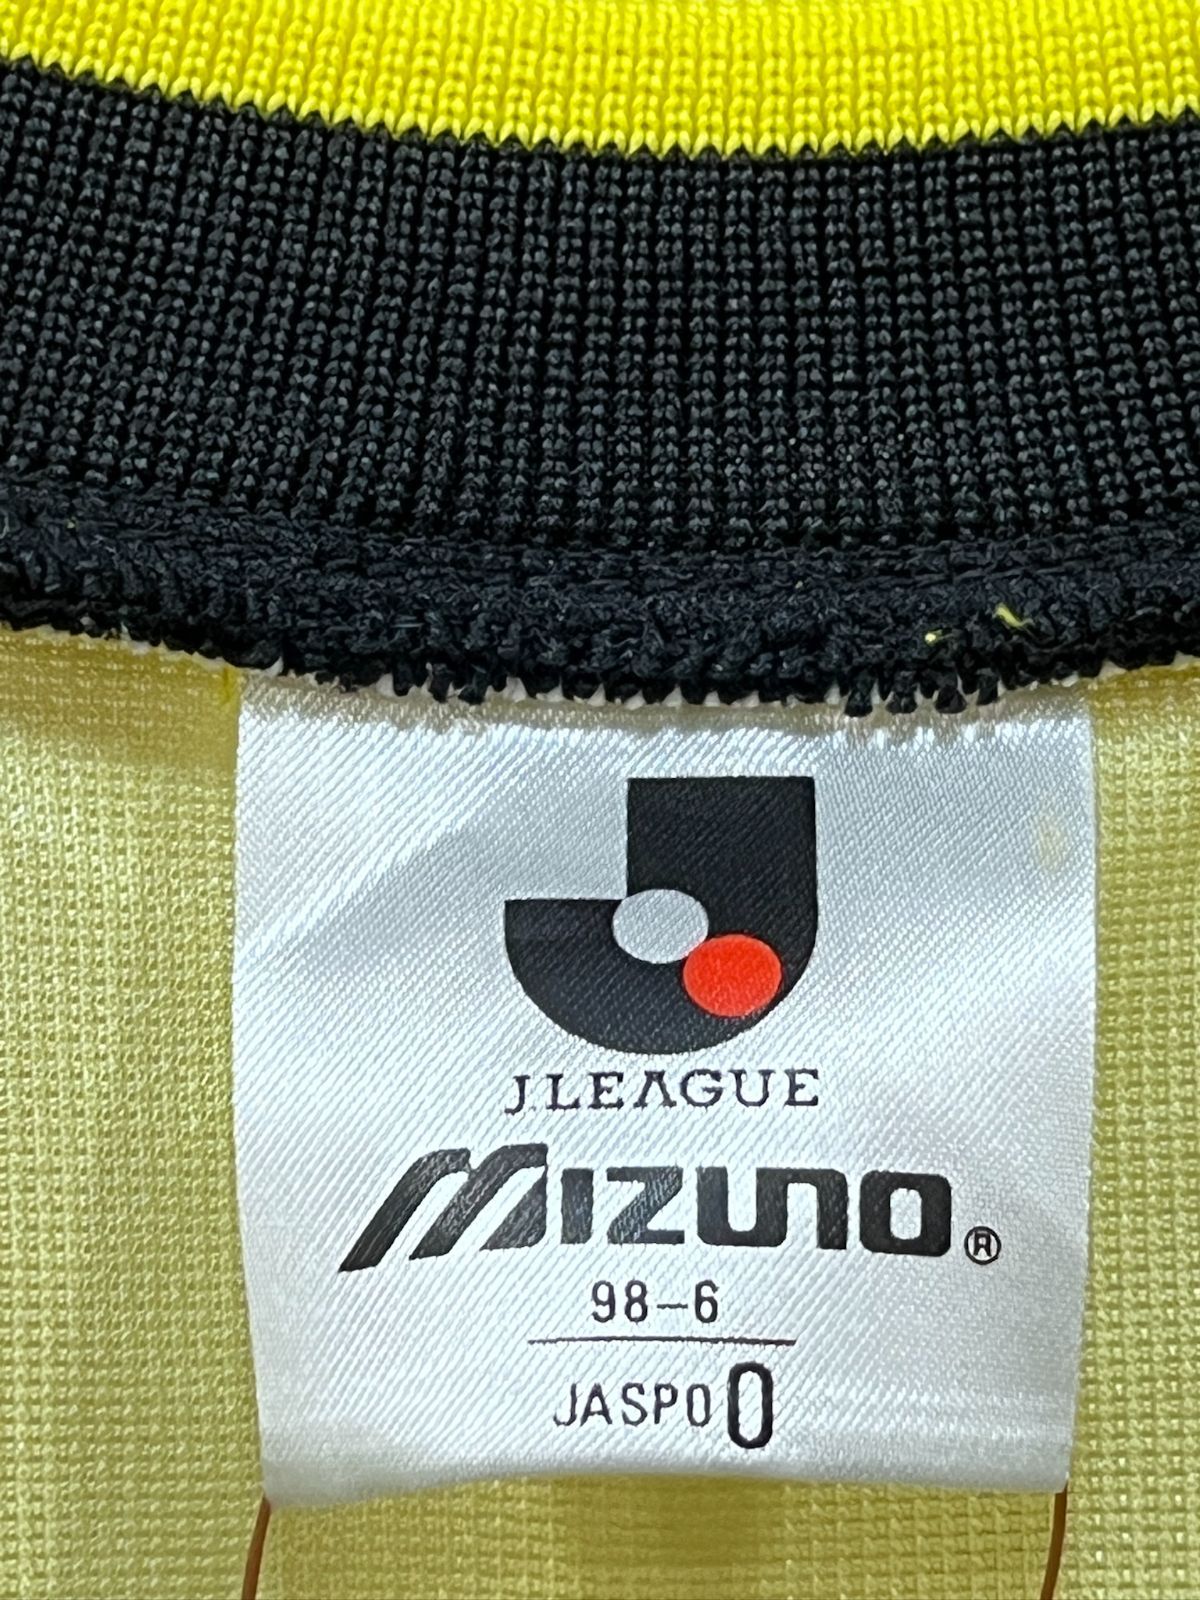 J.LEAGUE
MIZUNO ®
98-6
JASPO O